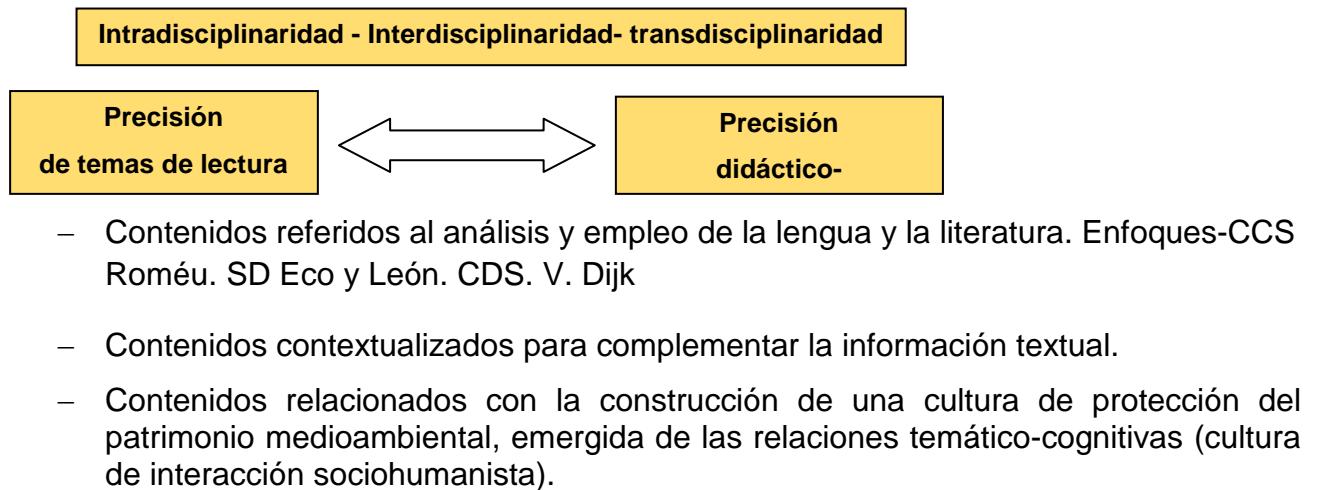 Intradisciplinaridad - Interdisciplinaridad- transdisciplinaridad
Precisión
de temas de lectura
Precisión
didáctico-
– Contenidos referidos al análisis y empleo de la lengua y la literatura. Enfoques-CCS
Roméu. SD Eco y León. CDS. V. Dijk
– Contenidos contextualizados para complementar la información textual.
– Contenidos relacionados con la construcción de una cultura de protección del
patrimonio medioambiental, emergida de las relaciones temático-cognitivas (cultura
de interacción sociohumanista).